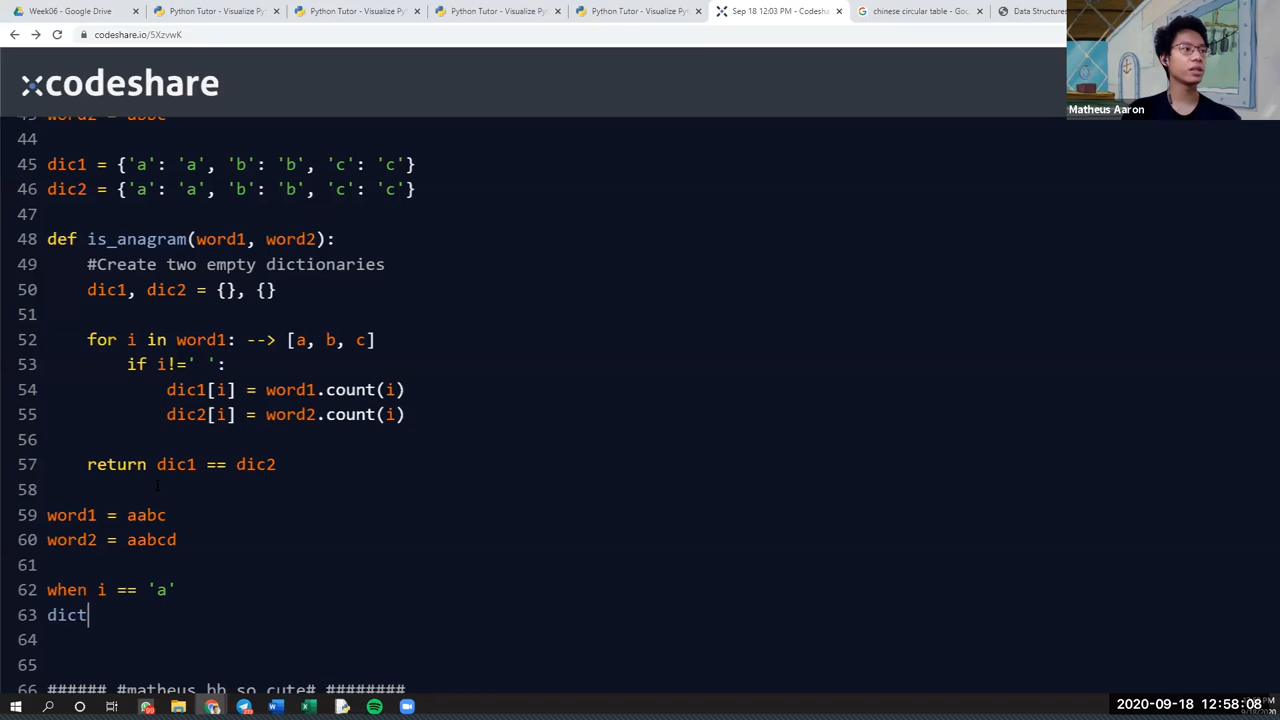 Week06 - Google Drive
Python Tutor - Visualize Py
Python Tutor - Visualize Py
Python Tutor - Visualize Py
Python Tutor - Visualize Py
Sep 18 12:03 PM - Codesha
chinese circular table - Goo
Data Structures
codeshare.io/5XzvwK
codeshare
Matheus Aaron
44
45 dic1 = {'a': 'a', 'b': 'b', 'c': 'c'}
46 dic2 = {'a': 'a', 'b': 'b', 'c': 'c'}
47
48 def is_anagram(word1, word2):
49 #Create two empty dictionaries
50 dic1, dic2 = {}, {}
51
52 for i in word1: --> [a, b, c]
53 if i!=' ':
54 dic1[i] = word1.count(i)
55 dic2[i] = word2.count(i)
56
57 return dic1 == dic2
58
59 word1 = aabc
60 word2 = aabcd
61
62 when i == 'a'
63 dict
64
65
66 ###### #matheus bb so cute# ########
2020-09-18 12:58:08